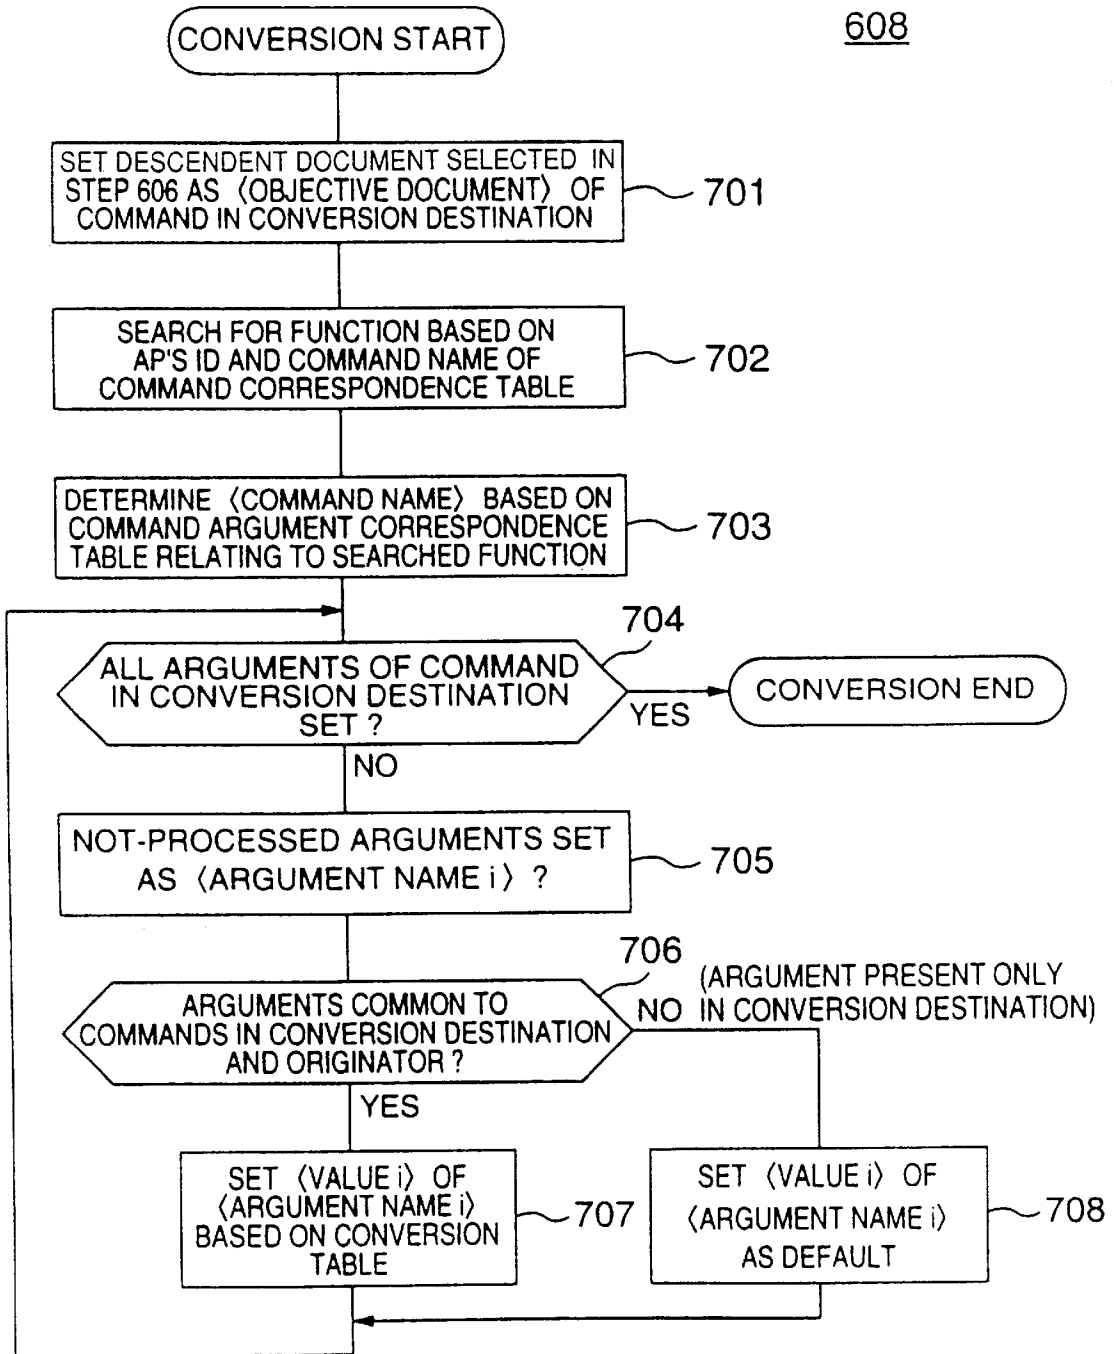 608
CONVERSION START
SET DESCENDENT DOCUMENT SELECTED IN
STEP 606 AS 〈OBJECTIVE DOCUMENT〉 OF
COMMAND IN CONVERSION DESTINATION
701
SEARCH FOR FUNCTION BASED ON
AP'S ID AND COMMAND NAME OF
COMMAND CORRESPONDENCE TABLE
702
DETERMINE 〈COMMAND NAME〉 BASED ON
COMMAND ARGUMENT CORRESPONDENCE
TABLE RELATING TO SEARCHED FUNCTION
703
704
ALL ARGUMENTS OF COMMAND
IN CONVERSION DESTINATION
SET ?
YES
CONVERSION END
NO
NOT-PROCESSED ARGUMENTS SET
AS 〈ARGUMENT NAME i〉 ?
705
706
ARGUMENTS COMMON TO
COMMANDS IN CONVERSION DESTINATION
AND ORIGINATOR ?
NO (ARGUMENT PRESENT ONLY
IN CONVERSION DESTINATION)
YES
SET 〈VALUE i〉 OF
〈ARGUMENT NAME i〉
BASED ON CONVERSION
TABLE
707
SET 〈VALUE i〉 OF
〈ARGUMENT NAME i〉
AS DEFAULT
708